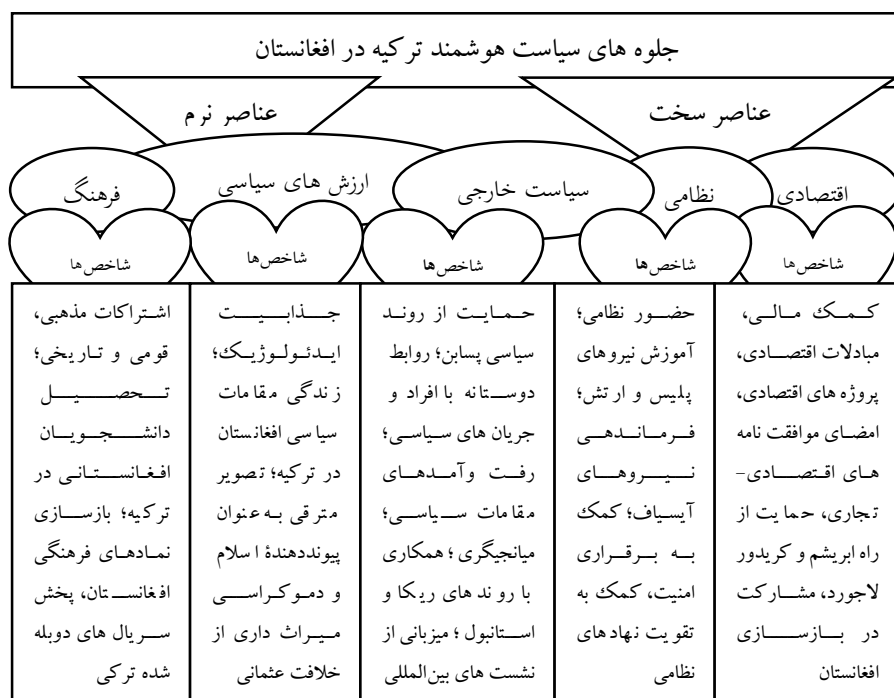 جلوه های سیاست هوشمند ترکیه در افغانستان
عناصر سخت
عناصر نرم
اقتصادی
نظامی
سیاست خارجی
ارزش های سیاسی
فرهنگ
شاخص‌ها
شاخص‌ها
شاخص‌ها
شاخص‌ها
شاخص‌ها
کمک مالی،
مبادلات اقتصادی،
پروژه های اقتصادی،
امضای موافقت نامه
های اقتصادی-
تجاری، حمایت از
راه ابریشم و کریدور
لاجورد، مشارکت
در بازسازی
افغانستان
حضور نظامی؛
آموزش نیروهای
پلیس و ارتش؛
فرماندهی
نیروهای
آیساف؛ کمک
به برقراری
امنیت، کمک به
تقویت نهادهای
نظامی
حمایت از روند
سیاسی پسابن؛ روابط
دوستانه با افراد و
جریان های سیاسی؛
رفت وآمدهای
مقامات سیاسی؛
میانجیگری؛ همکاری
با روند های ریکا و
استانبول؛ میزبانی از
نشست های بین‌المللی
جذابیت
ایدئولوژیک؛
زندگی مقامات
سیاسی افغانستان
در ترکیه؛ تصویر
مترقی به عنوان
پیونددهندۀ اسلام
و دموکراسی
میراث داری از
خلافت عثمانی
اشتراکات مذهبی،
قومی و تاریخی؛
تحصیل
دانشجویان
افغانستانی در
ترکیه؛ بازسازی
نمادهای فرهنگی
افغانستان، پخش
سریال های دوبله
شده ترکی